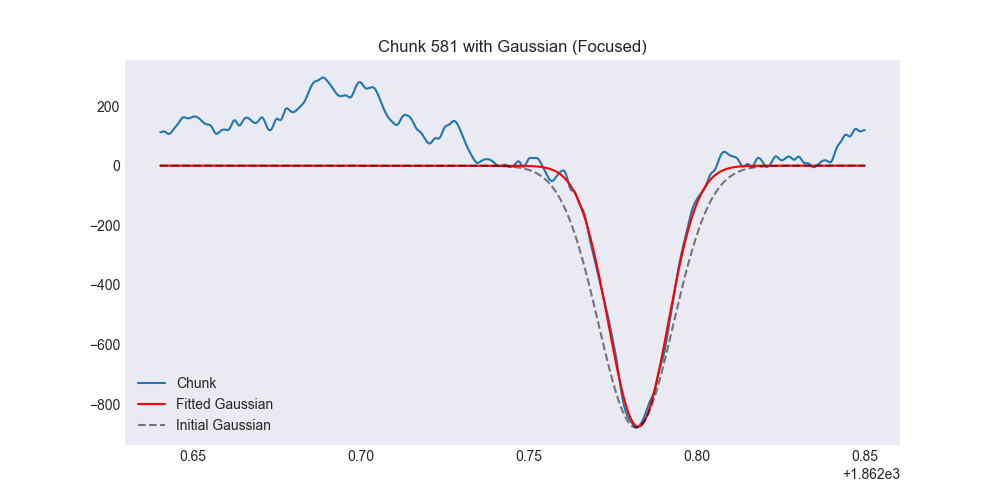 Chunk 581 with Gaussian (Focused)
200
0
−200
−400
−600
−800
Chunk
Fitted Gaussian
Initial Gaussian
0.65 0.70 0.75 0.80 0.85
+1.862e3